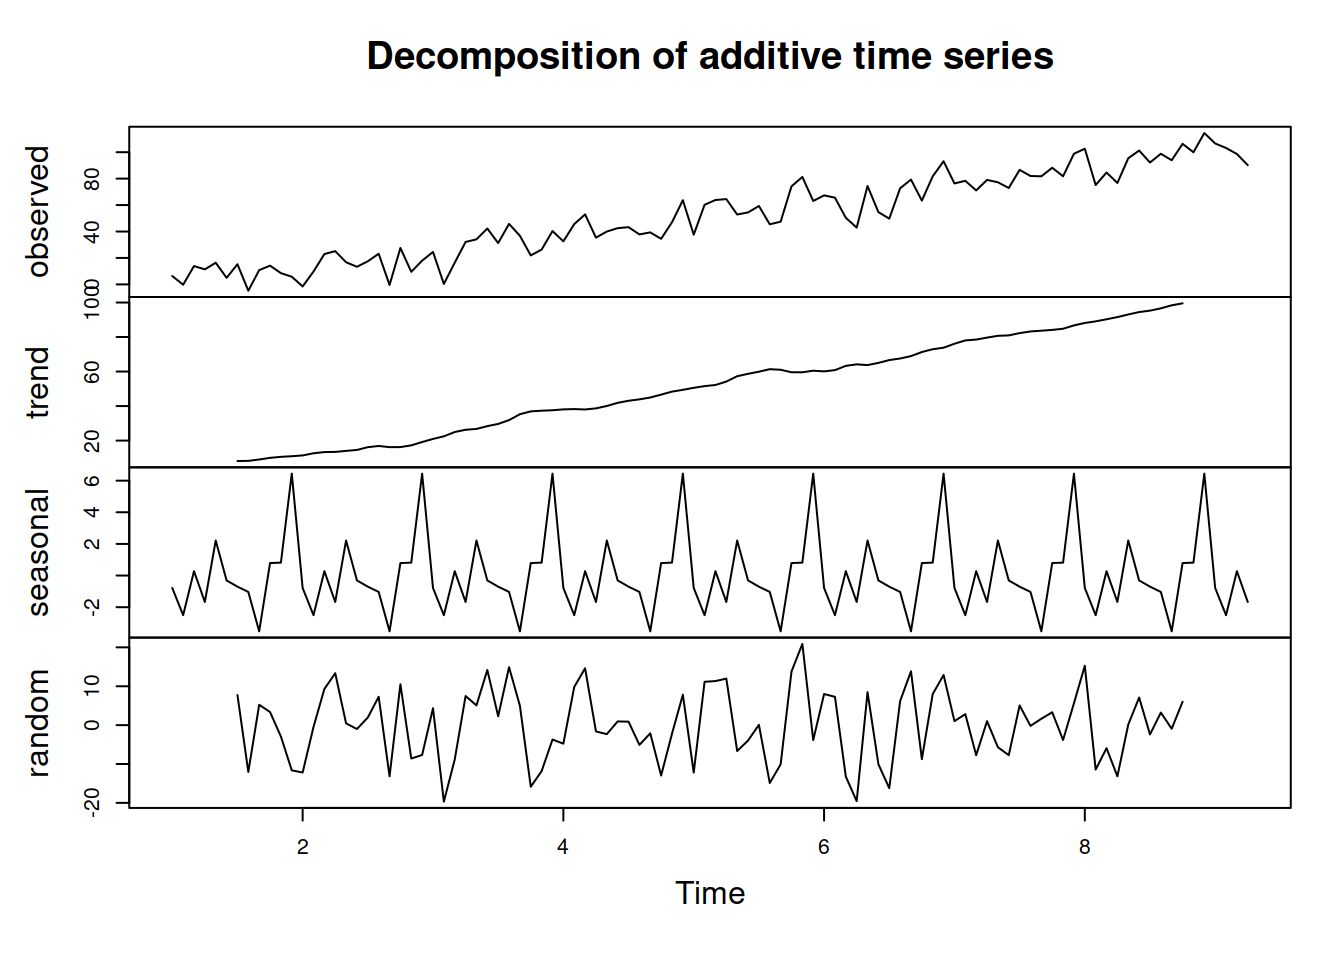 Decomposition of additive time series
observed
0 40 80
trend
20 60 100
seasonal
-2 2 4 6
random
-20 0 10
2 4 6 8
Time